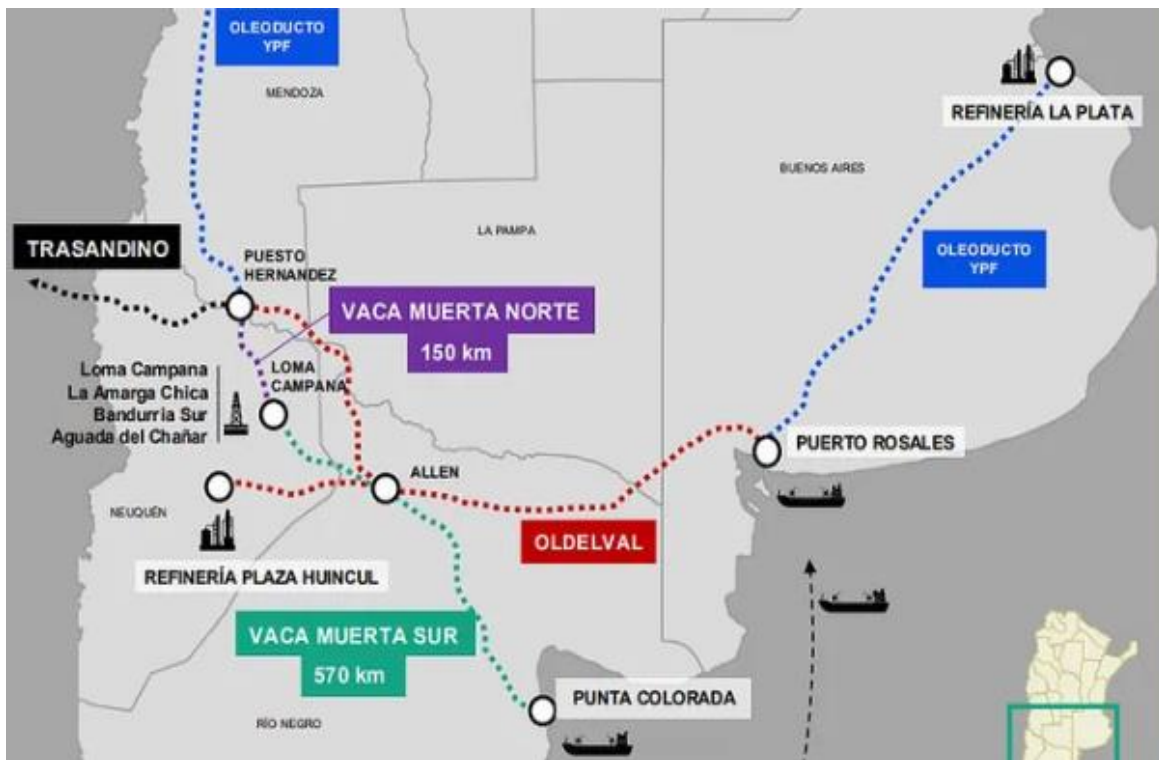 OLEODUCTO
YPF
MENDOZA
REFINERÍA LA PLATA
BUENOS AIRES
LA PAMPA
TRASANDINO
PUESTO
HERNANDEZ
OLEODUCTO
YPF
VACA MUERTA NORTE
150 km
Loma Campana
La Amarga Chica
Bandurria Sur
Aguada del Chañar
LOMA
CAMPANA
PUERTO ROSALES
ALLEN
NEUQUÉN
OLDELVAL
REFINERÍA PLAZA HUINCUL
VACA MUERTA SUR
570 km
PUNTA COLORADA
RÍO NEGRO